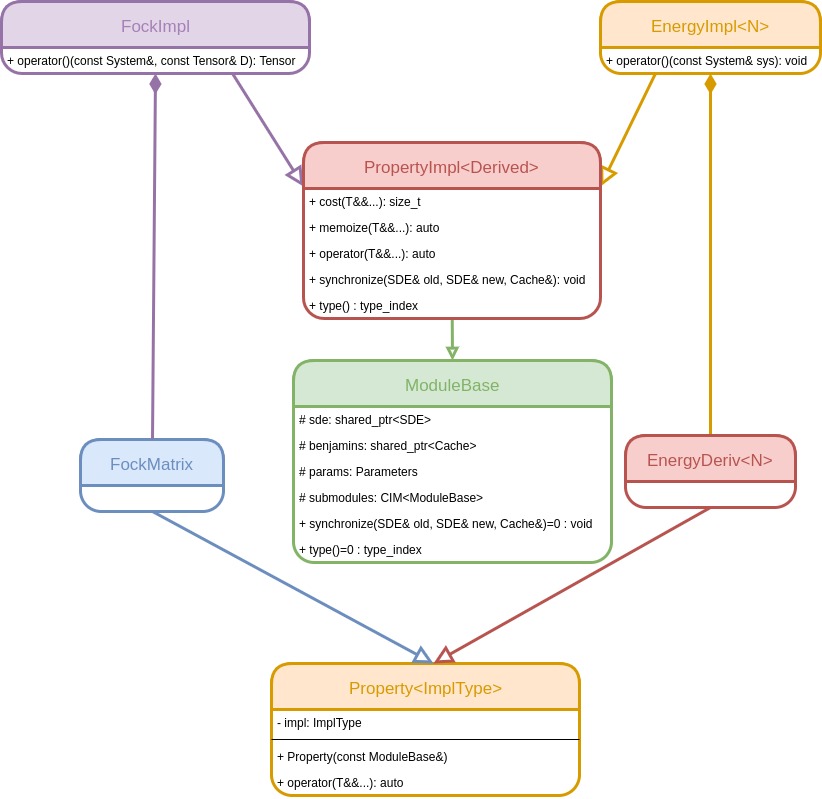 FockImpl
+ operator()(const System&, const Tensor& D): Tensor
EnergyImpl<N>
+ operator()(const System& sys): void
PropertyImpl<Derived>
+ cost(T&&...): size_t
+ memoize(T&&...): auto
+ operator(T&&...): auto
+ synchronize(SDE& old, SDE& new, Cache&): void
+ type() : type_index
ModuleBase
# sde: shared_ptr<SDE>
# benjamins: shared_ptr<Cache>
# params: Parameters
# submodules: CIM<ModuleBase>
+ synchronize(SDE& old, SDE& new, Cache&)=0 : void
+ type()=0 : type_index
FockMatrix
EnergyDeriv<N>
Property<ImplType>
- impl: ImplType
+ Property(const ModuleBase&)
+ operator(T&&...): auto